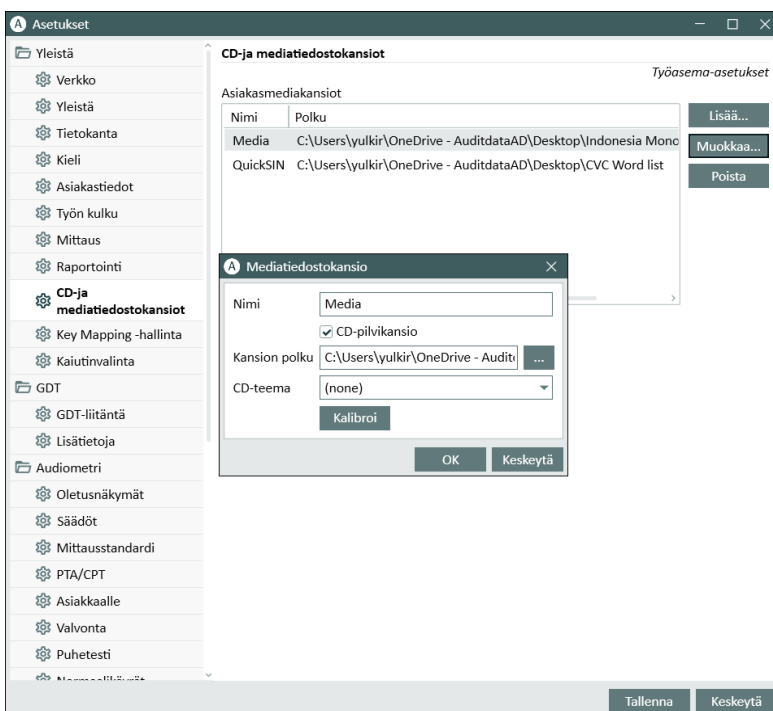 A Asetukset
Yleistä
Verkko
Yleistä
Tietokanta
Kieli
Asiakastiedot
Työn kulku
Mittaus
Raportointi
CD-ja
mediatiedostokansiot
Key Mapping -hallinta
Kaiutinvalinta
GDT
GDT-liitäntä
Lisätietoja
Audiometri
Oletusnäkymät
Säädöt
Mittausstandardi
PTA/CPT
Asiakkaalle
Valvonta
Puhetesti
CD-ja mediatiedostokansiot
Työasema-asetukset
Asiakasmediakansiot
Nimi Polku
Media C:\Users\yulkir\OneDrive - AuditdataAD\Desktop\Indonesia Mono
QuickSIN C:\Users\yulkir\OneDrive - AuditdataAD\Desktop\CVC Word list
Lisää...
Muokkaa...
Poista
A Mediatiedostokansio
Nimi Media
CD-pilvikansio
Kansion polku C:\Users\yulkir\OneDrive - Audit ...
CD-teema (none)
Kalibroi
OK Keskeytä
Tallenna Keskeytä